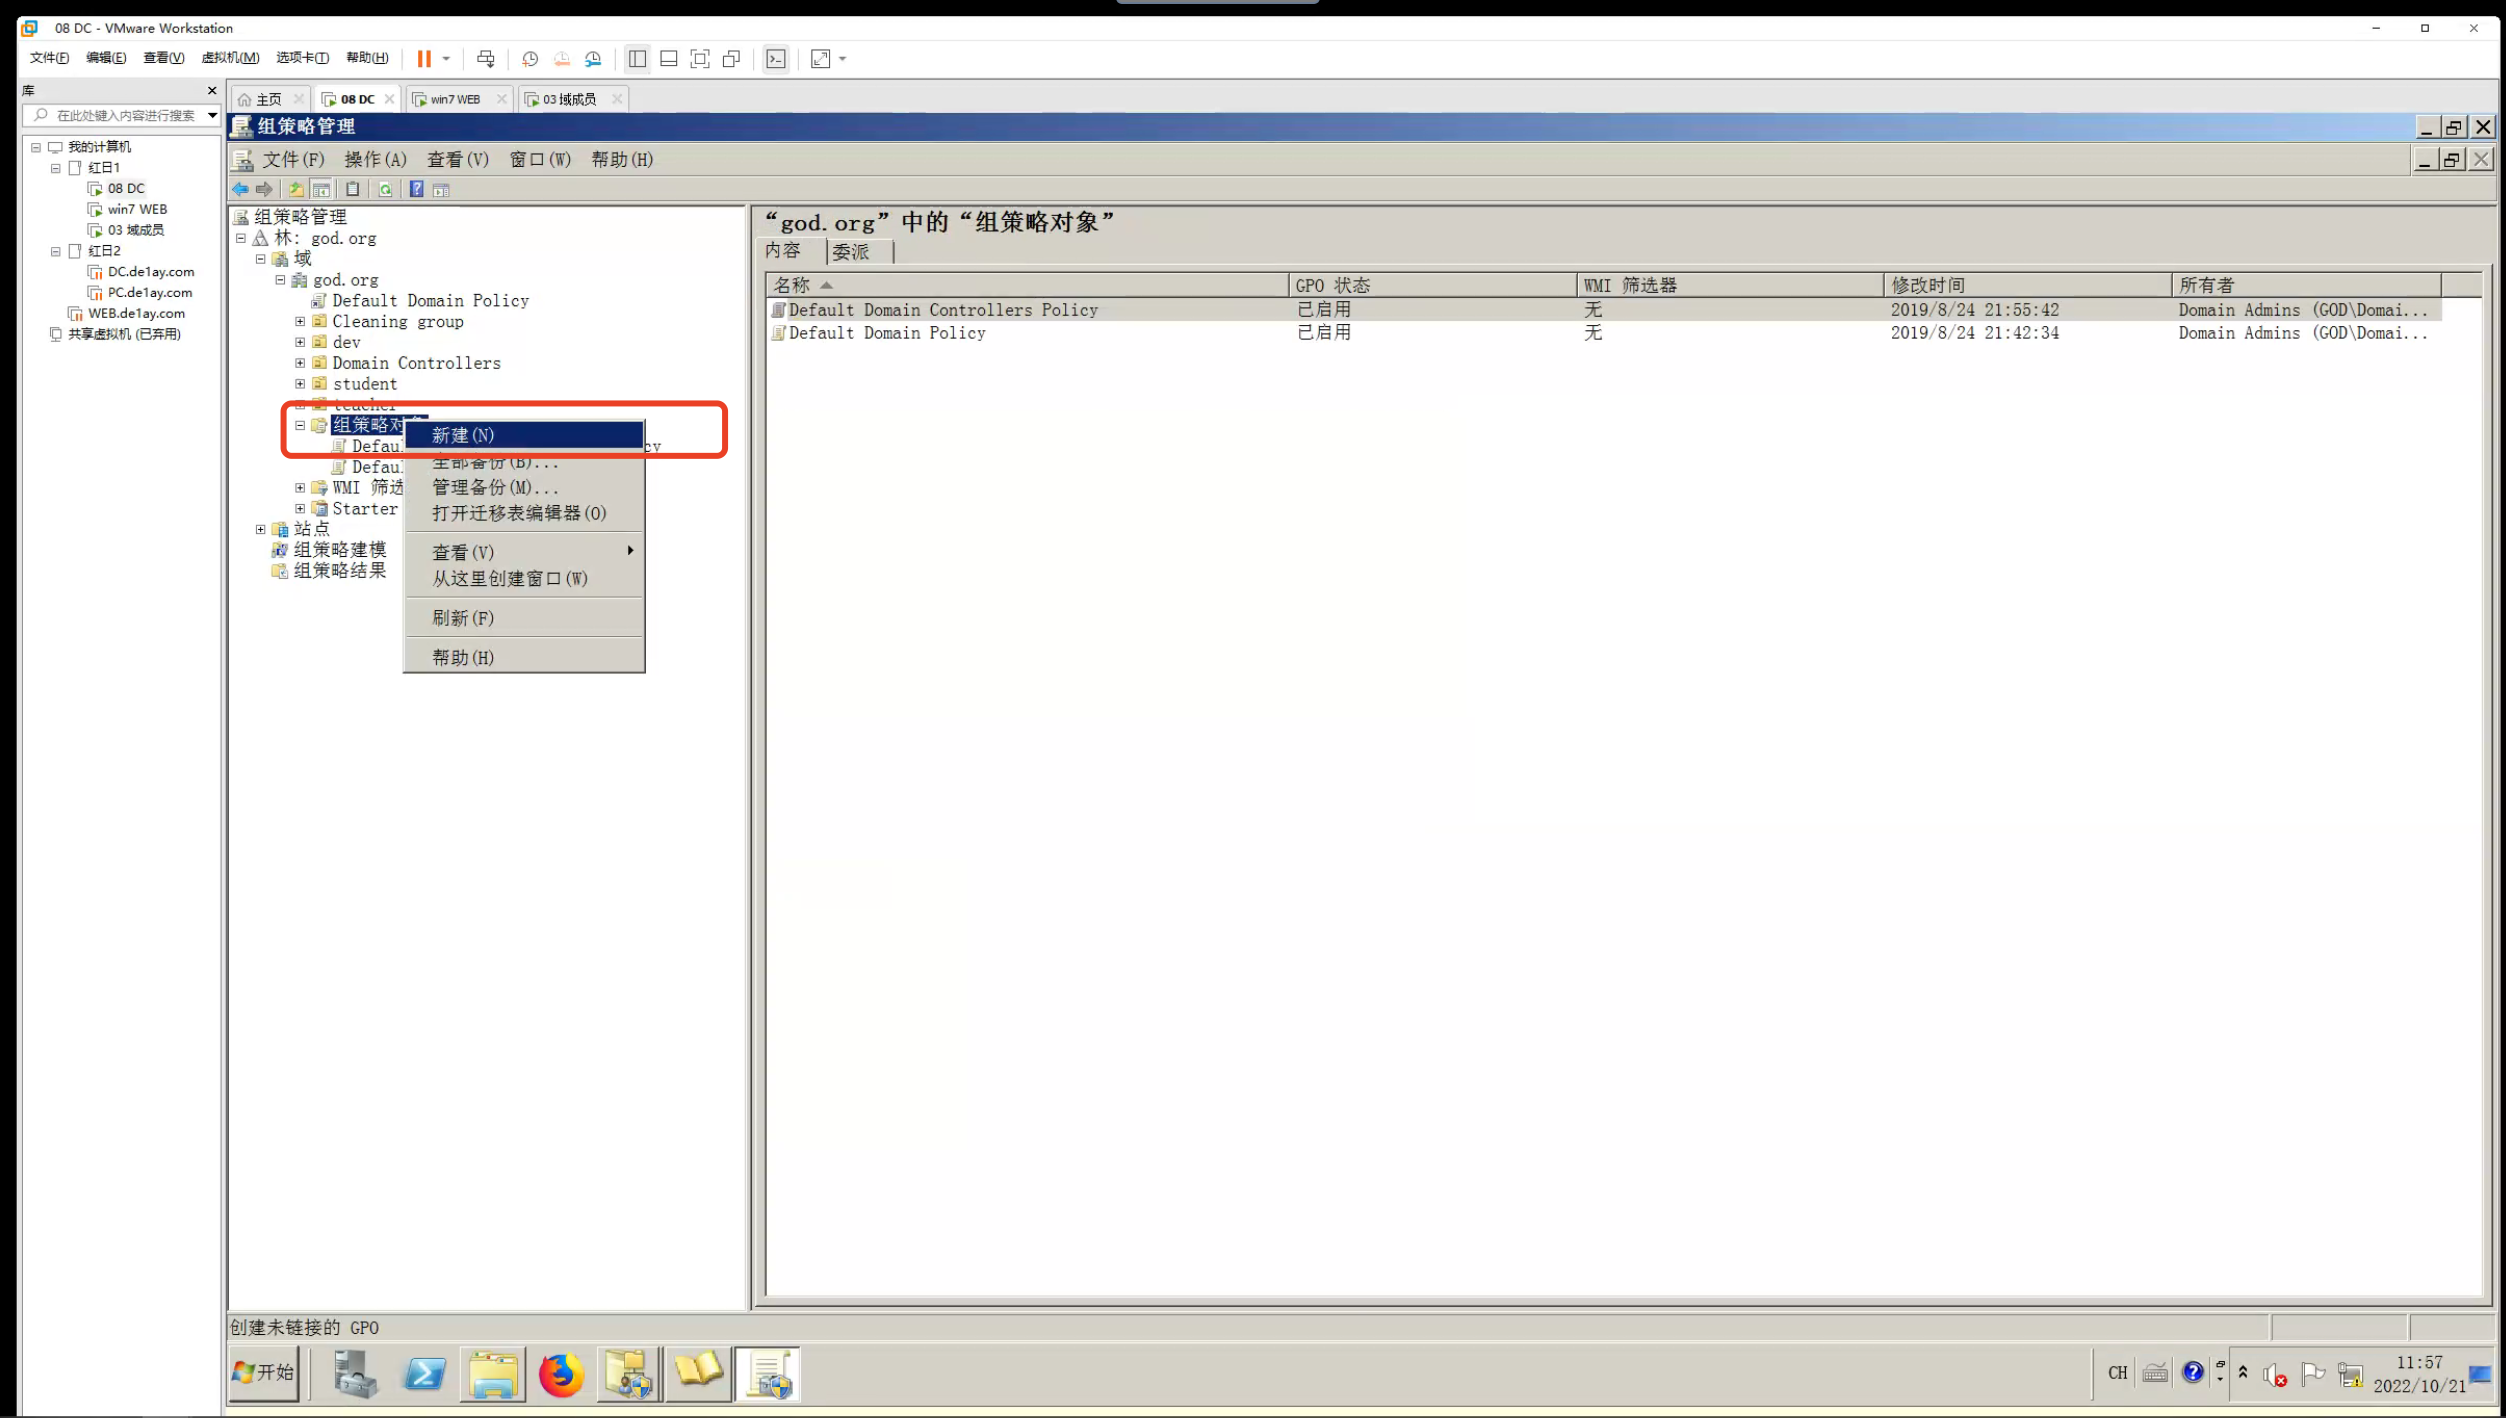 08 DC - VMware Workstation
文件(F) 编辑(E) 查看(V) 虚拟机(M) 选项卡(T) 帮助(H)
库
在此处键入内容进行搜索
我的计算机
红日1
08 DC
win7 WEB
03 域成员
红日2
DC.de1ay.com
PC.de1ay.com
WEB.de1ay.com
共享虚拟机 (已弃用)
主页 08 DC win7 WEB 03 域成员
组策略管理
文件(F) 操作(A) 查看(V) 窗口(W) 帮助(H)
组策略管理
林: god.org
域
god.org
Default Domain Policy
Cleaning group
dev
Domain Controllers
student
teacher
组策略对象
Defaul cy
Defaul
WMI 筛选
Starter
站点
组策略建模
组策略结果
新建(N)
全部备份(B)...
管理备份(M)...
打开迁移表编辑器(O)
查看(V)
从这里创建窗口(W)
刷新(F)
帮助(H)
“god.org”中的“组策略对象”
内容 委派
名称 GPO 状态 WMI 筛选器 修改时间 所有者
Default Domain Controllers Policy 已启用 无 2019/8/24 21:55:42 Domain Admins (GOD\Domai...
Default Domain Policy 已启用 无 2019/8/24 21:42:34 Domain Admins (GOD\Domai...
创建未链接的 GPO
开始
CH
11:57
2022/10/21